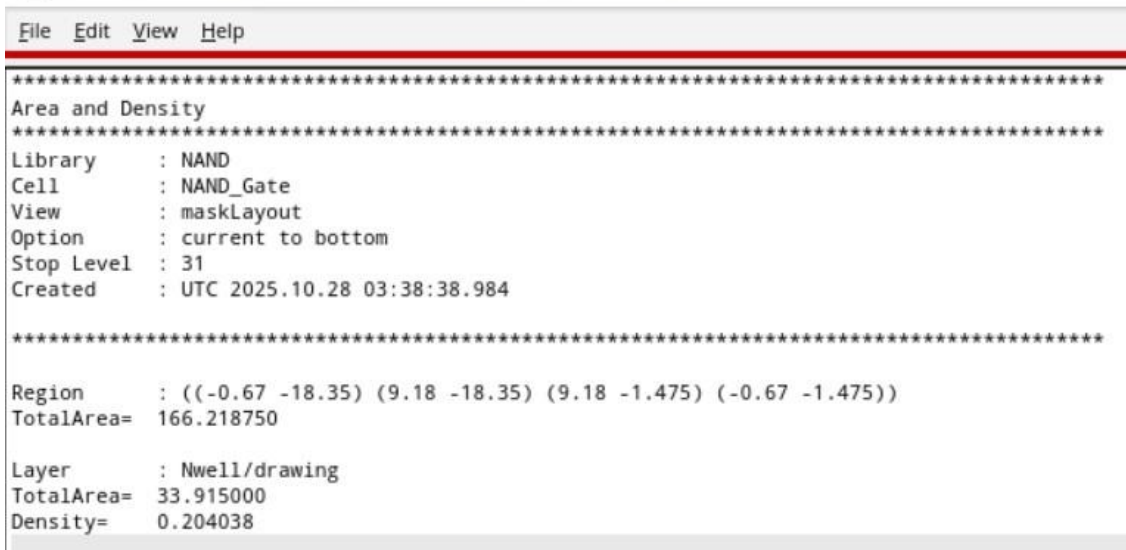 File Edit View Help
*******************************************************************************************
Area and Density
*******************************************************************************************
Library : NAND
Cell : NAND_Gate
View : maskLayout
Option : current to bottom
Stop Level : 31
Created : UTC 2025.10.28 03:38:38.984
*******************************************************************************************
Region : ((-0.67 -18.35) (9.18 -18.35) (9.18 -1.475) (-0.67 -1.475))
TotalArea= 166.218750
Layer : Nwell/drawing
TotalArea= 33.915000
Density= 0.204038